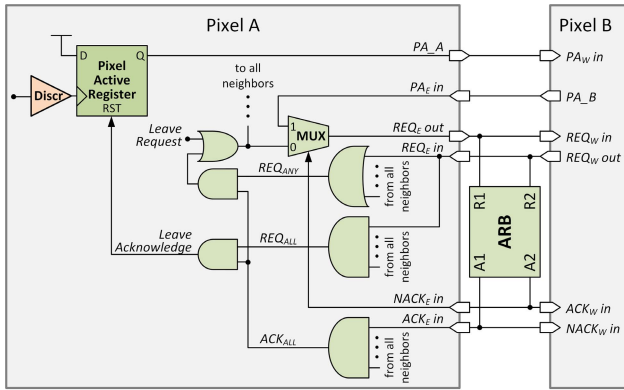 Pixel A
Pixel B
D
Q
Pixel
Active
Register
RST
Discr
PA_A
PA_W in
to all
neighbors
PA_E in
PA_B
Leave
Request
1
0
MUX
REQ_E out
REQ_W in
REQ_E in
REQ_W out
REQ_ANY
from all
neighbors
R1
R2
ARB
A1
A2
Leave
Acknowledge
REQ_ALL
from all
neighbors
NACK_E in
ACK_W in
ACK_E in
NACK_W in
ACK_ALL
from all
neighbors